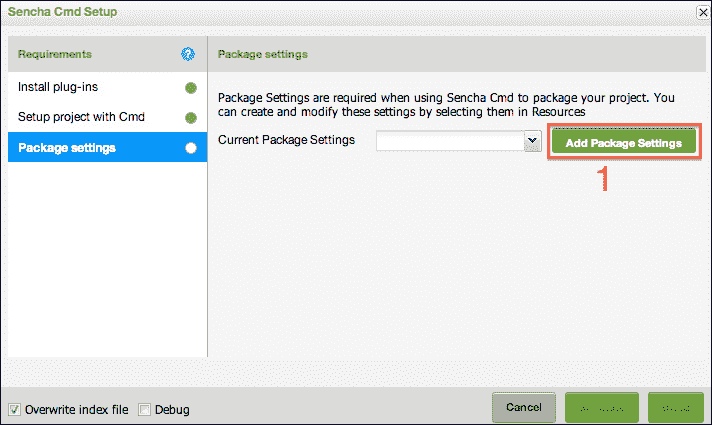 Sencha Cmd Setup
Requirements
Package settings
Install plug-ins
Setup project with Cmd
Package settings
Package Settings are required when using Sencha Cmd to package your project. You
can create and modify these settings by selecting them in Resources
Current Package Settings
Add Package Settings
1
Overwrite index file
Debug
Cancel